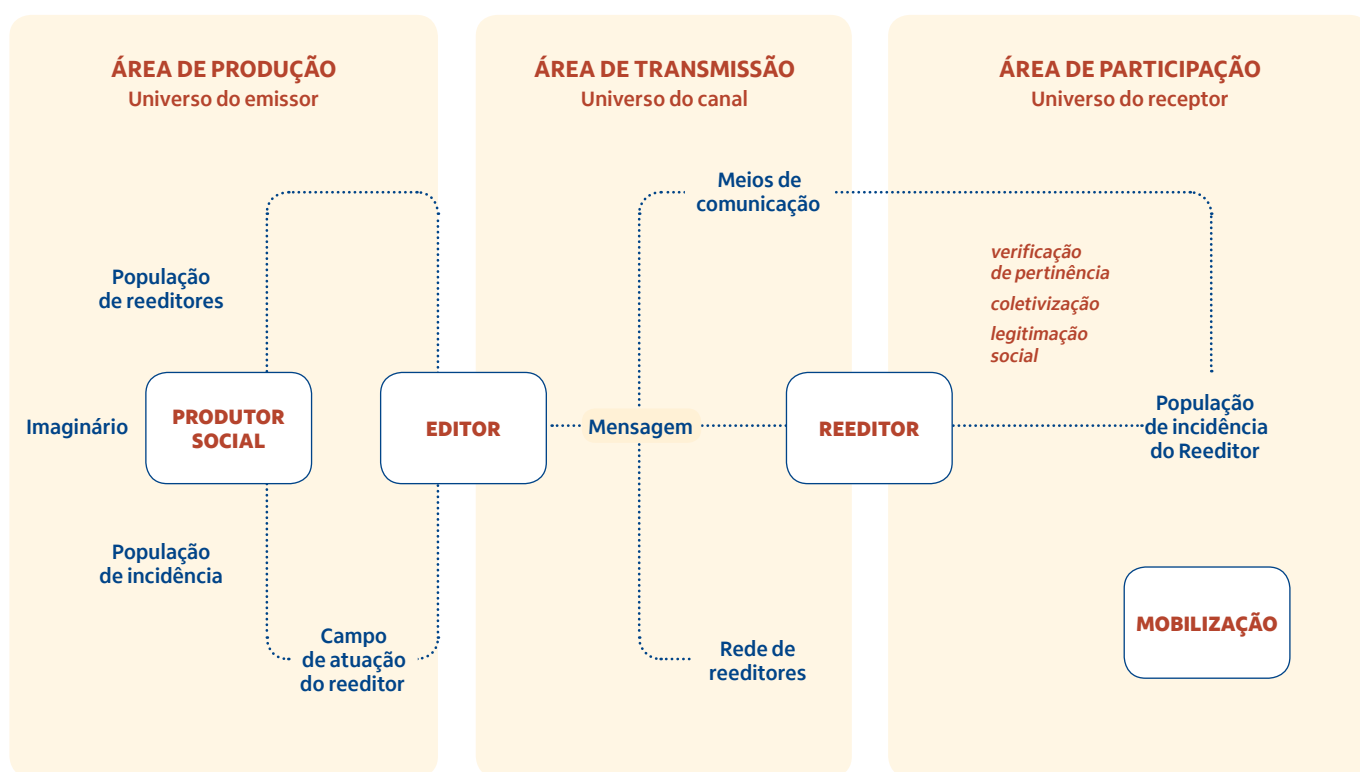 ÁREA DE PRODUÇÃO
Universo do emissor
População
de reeditores
Imaginário
PRODUTOR
SOCIAL
EDITOR
População
de incidência
Campo
de atuação
do reeditor
ÁREA DE TRANSMISSÃO
Universo do canal
Meios de
comunicação
Mensagem
REEDITOR
Rede de
reeditores
ÁREA DE PARTICIPAÇÃO
Universo do receptor
verificação
de pertinência
coletivização
legitimação
social
População
de incidência
do Reeditor
MOBILIZAÇÃO